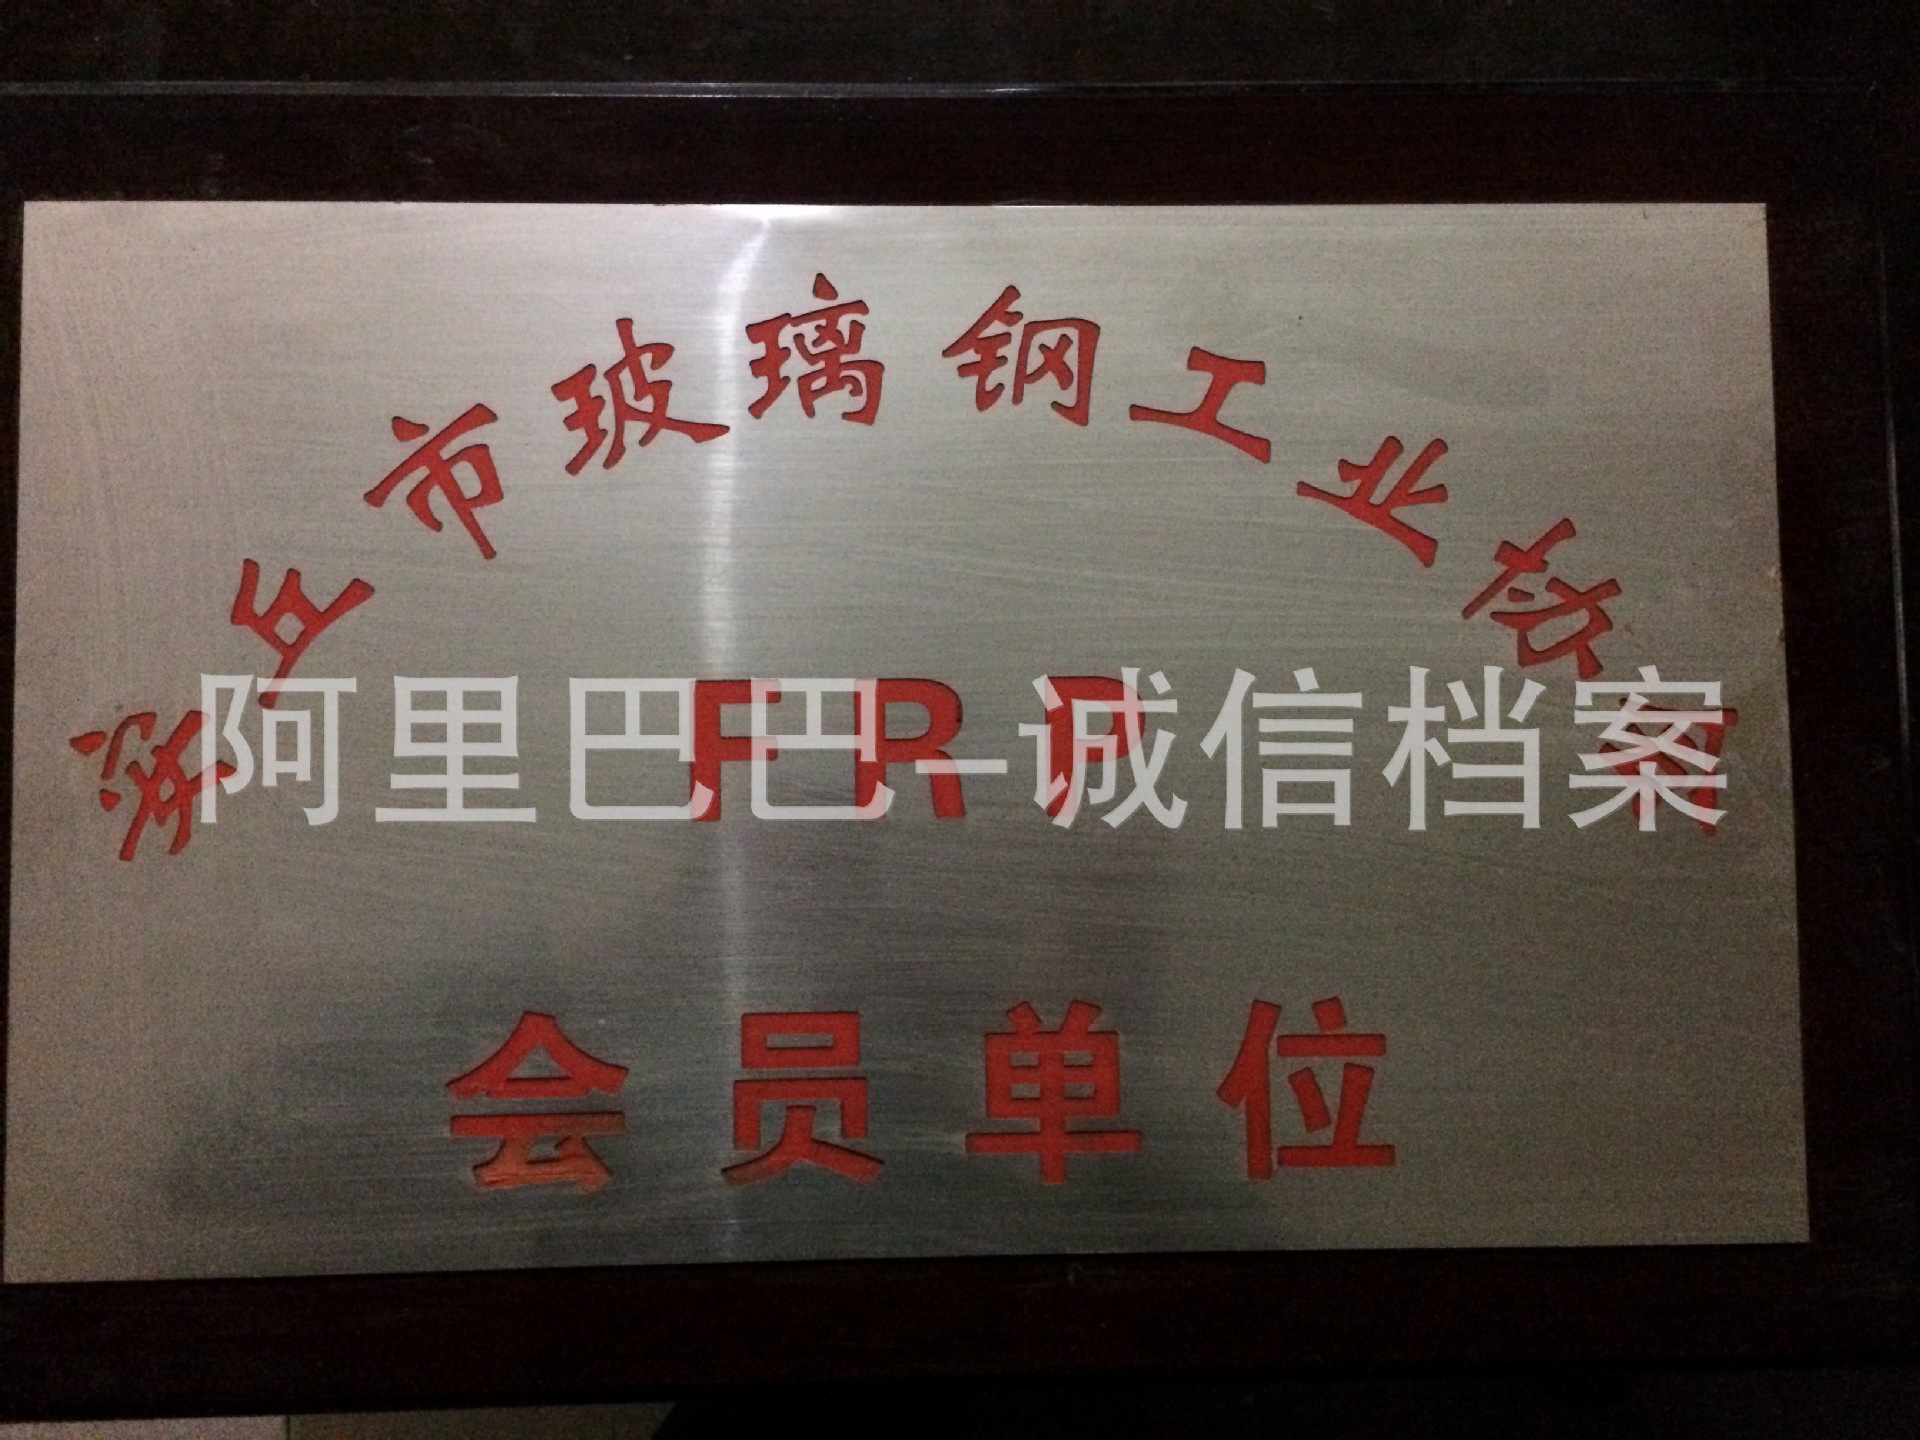 丘市玻璃钢工业协会
FRP
会员单位
阿里巴巴–诚信档案